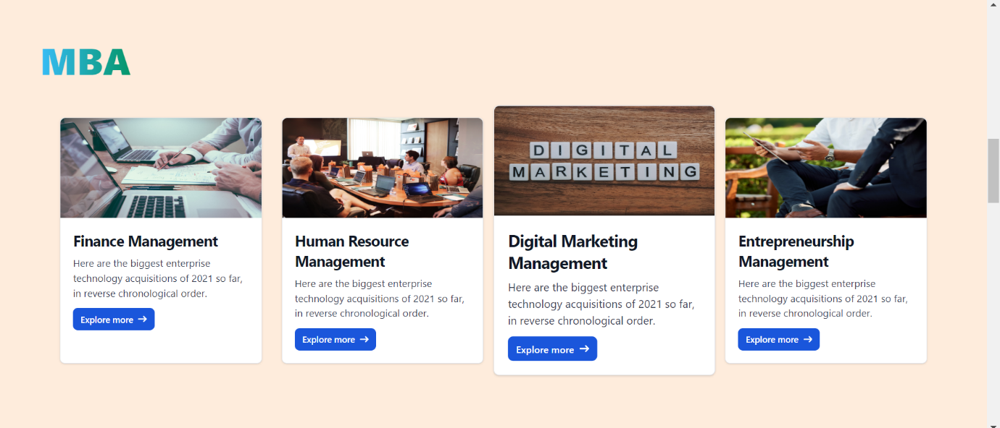 MBA
DIGITAL
MARKETING
Finance Management
Here are the biggest enterprise
technology acquisitions of 2021 so far,
in reverse chronological order.
Explore more →
Human Resource
Management
Here are the biggest enterprise
technology acquisitions of 2021 so far,
in reverse chronological order.
Explore more →
Digital Marketing
Management
Here are the biggest enterprise
technology acquisitions of 2021 so far,
in reverse chronological order.
Explore more →
Entrepreneurship
Management
Here are the biggest enterprise
technology acquisitions of 2021 so far,
in reverse chronological order.
Explore more →